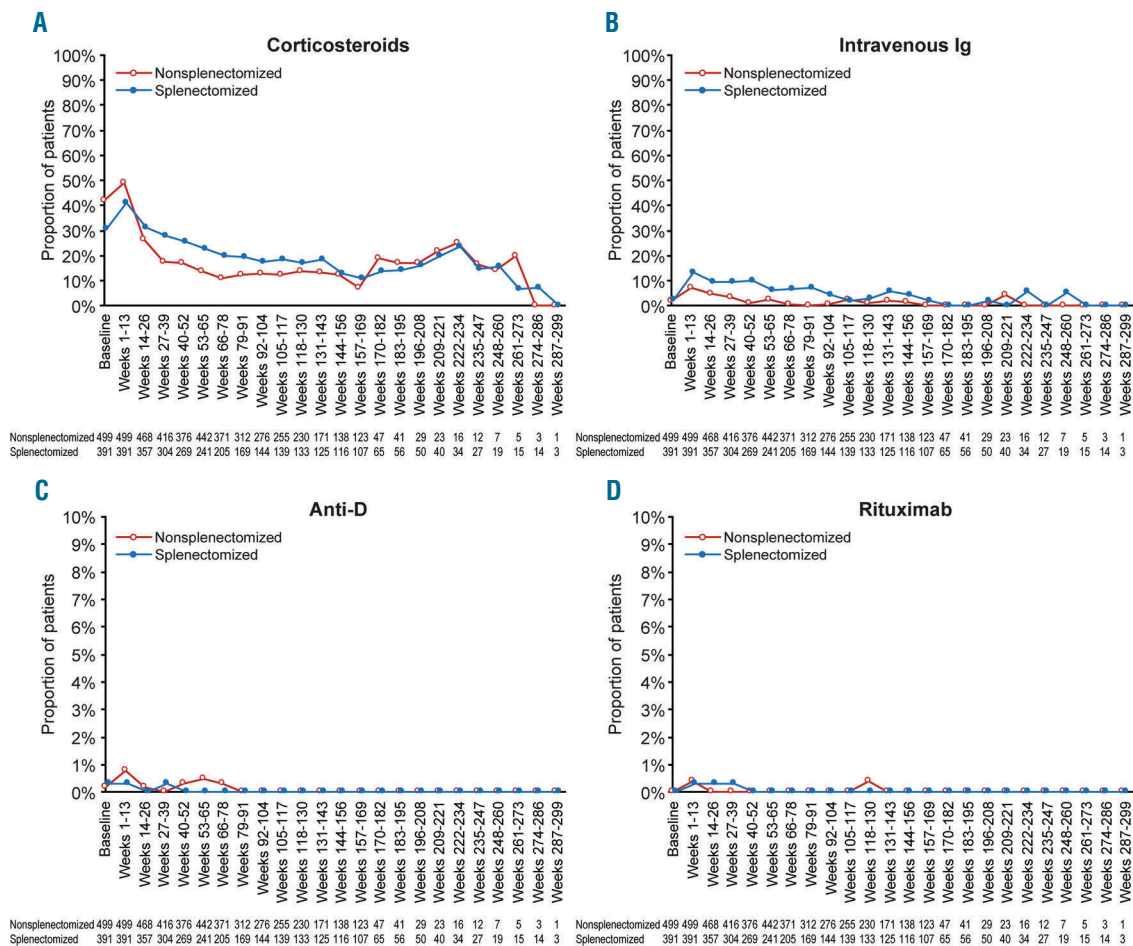 A
Corticosteroids
100%
90%
80%
70%
60%
50%
40%
30%
20%
10%
0%
Proportion of patients
Nonsplenectomized
Splenectomized
Baseline
Weeks 1-13
Weeks 14-26
Weeks 27-39
Weeks 40-52
Weeks 53-65
Weeks 66-78
Weeks 79-91
Weeks 92-104
Weeks 105-117
Weeks 118-130
Weeks 131-143
Weeks 144-156
Weeks 157-169
Weeks 170-182
Weeks 183-195
Weeks 196-208
Weeks 209-221
Weeks 222-234
Weeks 235-247
Weeks 248-260
Weeks 261-273
Weeks 274-286
Weeks 287-299
Nonsplenectomized 499 499 468 416 376 442 371 312 276 255 230 171 138 123 47 41 29 23 16 12 7 5 3 1
Splenectomized 391 391 357 304 269 241 205 169 144 139 133 125 116 107 65 56 50 40 34 27 19 15 14 3
B
Intravenous Ig
100%
90%
80%
70%
60%
50%
40%
30%
20%
10%
0%
Proportion of patients
Nonsplenectomized
Splenectomized
Baseline
Weeks 1-13
Weeks 14-26
Weeks 27-39
Weeks 40-52
Weeks 53-65
Weeks 66-78
Weeks 79-91
Weeks 92-104
Weeks 105-117
Weeks 118-130
Weeks 131-143
Weeks 144-156
Weeks 157-169
Weeks 170-182
Weeks 183-195
Weeks 196-208
Weeks 209-221
Weeks 222-234
Weeks 235-247
Weeks 248-260
Weeks 261-273
Weeks 274-286
Weeks 287-299
Nonsplenectomized 499 499 468 416 376 442 371 312 276 255 230 171 138 123 47 41 29 23 16 12 7 5 3 1
Splenectomized 391 391 357 304 269 241 205 169 144 139 133 125 116 107 65 56 50 40 34 27 19 15 14 3
C
Anti-D
10%
9%
8%
7%
6%
5%
4%
3%
2%
1%
0%
Proportion of patients
Nonsplenectomized
Splenectomized
Baseline
Weeks 1-13
Weeks 14-26
Weeks 27-39
Weeks 40-52
Weeks 53-65
Weeks 66-78
Weeks 79-91
Weeks 92-104
Weeks 105-117
Weeks 118-130
Weeks 131-143
Weeks 144-156
Weeks 157-169
Weeks 170-182
Weeks 183-195
Weeks 196-208
Weeks 209-221
Weeks 222-234
Weeks 235-247
Weeks 248-260
Weeks 261-273
Weeks 274-286
Weeks 287-299
Nonsplenectomized 499 499 468 416 376 442 371 312 276 255 230 171 138 123 47 41 29 23 16 12 7 5 3 1
Splenectomized 391 391 357 304 269 241 205 169 144 139 133 125 116 107 65 56 50 40 34 27 19 15 14 3
D
Rituximab
10%
9%
8%
7%
6%
5%
4%
3%
2%
1%
0%
Proportion of patients
Nonsplenectomized
Splenectomized
Baseline
Weeks 1-13
Weeks 14-26
Weeks 27-39
Weeks 40-52
Weeks 53-65
Weeks 66-78
Weeks 79-91
Weeks 92-104
Weeks 105-117
Weeks 118-130
Weeks 131-143
Weeks 144-156
Weeks 157-169
Weeks 170-182
Weeks 183-195
Weeks 196-208
Weeks 209-221
Weeks 222-234
Weeks 235-247
Weeks 248-260
Weeks 261-273
Weeks 274-286
Weeks 287-299
Nonsplenectomized 499 499 468 416 376 442 371 312 276 255 230 171 138 123 47 41 29 23 16 12 7 5 3 1
Splenectomized 391 391 357 304 269 241 205 169 144 139 133 125 116 107 65 56 50 40 34 27 19 15 14 3